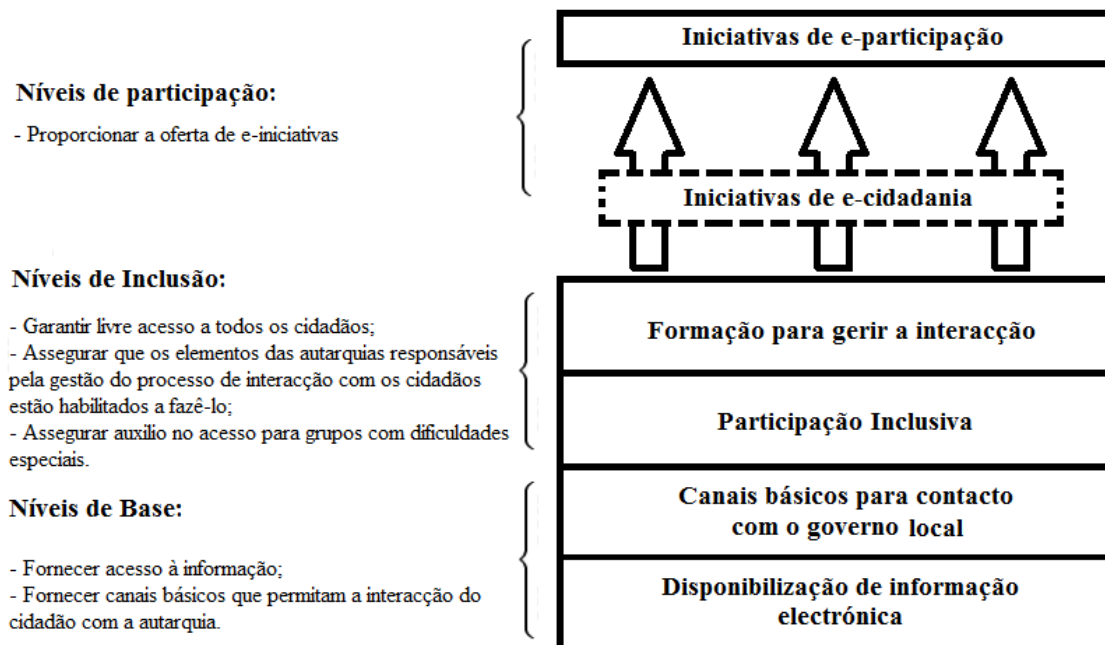 Iniciativas de e-participação
Níveis de participação:
- Proporcionar a oferta de e-iniciativas
Iniciativas de e-cidadania
Níveis de Inclusão:
- Garantir livre acesso a todos os cidadãos;
- Assegurar que os elementos das autarquias responsáveis
pela gestão do processo de interacção com os cidadãos
estão habilitados a fazê-lo;
- Assegurar auxilio no acesso para grupos com dificuldades
especiais.
Formação para gerir a interacção
Participação Inclusiva
Níveis de Base:
- Fornecer acesso à informação;
- Fornecer canais básicos que permitam a interacção do
cidadão com a autarquia.
Canais básicos para contacto
com o governo local
Disponibilização de informação
electrónica